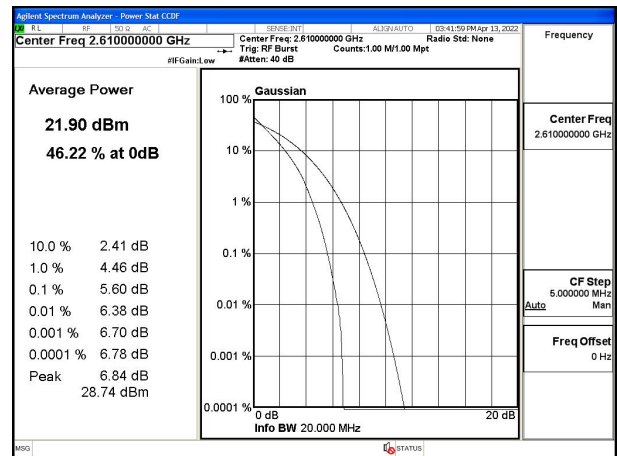 Agilent Spectrum Analyzer - Power Stat CCDF
RL RF 50 Ω AC SENSE:INT ALIGNAUTO 03:41:59 PM Apr 13, 2022
Center Freq 2.610000000 GHz
Center Freq: 2.610000000 GHz Radio Std: None
Trig: RF Burst Counts:1.00 M/1.00 Mpt
#IFGain:Low #Atten: 40 dB
Frequency
Average Power
21.90 dBm
46.22 % at 0dB
10.0 % 2.41 dB
1.0 % 4.46 dB
0.1 % 5.60 dB
0.01 % 6.38 dB
0.001 % 6.70 dB
0.0001 % 6.78 dB
Peak 6.84 dB
28.74 dBm
Gaussian
100 %
10 %
1 %
0.1 %
0.01 %
0.001 %
0.0001 %
0 dB 20 dB
Info BW 20.000 MHz
Center Freq
2.610000000 GHz
CF Step
5.000000 MHz
Auto Man
Freq Offset
0 Hz
MSG STATUS